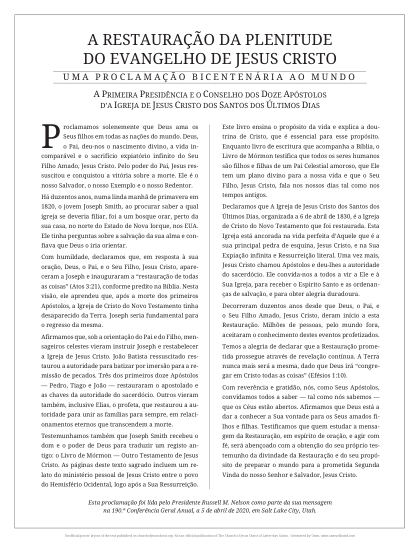 A RESTAURAÇÃO DA PLENITUDE
DO EVANGELHO DE JESUS CRISTO
UMA PROCLAMAÇÃO BICENTENÁRIA AO MUNDO
A Primeira Presidência e o Conselho dos Doze Apóstolos
d'A Igreja de Jesus Cristo dos Santos dos Últimos Dias
Proclamamos solenemente que Deus ama os
Seus filhos em todas as nações do mundo. Deus,
o Pai, deu-nos o nascimento divino, a vida in-
comparável e o sacrifício expiatório infinito do Seu
Filho Amado, Jesus Cristo. Pelo poder do Pai, Jesus res-
suscitou e conquistou a vitória sobre a morte. Ele é o
nosso Salvador, o nosso Exemplo e o nosso Redentor.
Há duzentos anos, numa linda manhã de primavera em
1820, o jovem Joseph Smith, ao procurar saber a qual
igreja se deveria filiar, foi a um bosque orar, perto da
sua casa, no norte do Estado de Nova Iorque, nos EUA.
Ele tinha perguntas sobre a salvação da sua alma e con-
fiava que Deus o iria orientar.
Com humildade, declaramos que, em resposta à sua
oração, Deus, o Pai, e o Seu Filho, Jesus Cristo, apare-
ceram a Joseph e inauguraram a “restauração de todas
as coisas” (Atos 3:21), conforme predito na Bíblia. Nesta
visão, ele aprendeu que, após a morte dos primeiros
Apóstolos, a Igreja de Cristo do Novo Testamento tinha
desaparecido da Terra. Joseph seria fundamental para
o regresso da mesma.
Afirmamos que, sob a orientação do Pai e do Filho, men-
sageiros celestes vieram instruir Joseph e restabelecer
a Igreja de Jesus Cristo. João Batista ressuscitado res-
taurou a autoridade para batizar por imersão para a re-
missão de pecados. Três dos primeiros doze Apóstolos
— Pedro, Tiago e João — restauraram o apostolado e
as chaves da autoridade do sacerdócio. Outros vieram
também, inclusive Elias, o profeta, que restaurou a au-
toridade para unir as famílias para sempre, em relaci-
onamentos eternos que transcendem a morte.
Testemunhamos também que Joseph Smith recebeu o
dom e o poder de Deus para traduzir um registo an-
tigo: o Livro de Mórmon — Outro Testamento de Jesus
Cristo. As páginas deste texto sagrado incluem um re-
lato do ministério pessoal de Jesus Cristo entre o povo
do Hemisfério Ocidental, logo após a Sua Ressurreição.
Este livro ensina o propósito da vida e explica a dou-
trina de Cristo, que é essencial para esse propósito.
Enquanto livro de escritura que acompanha a Bíblia, o
Livro de Mórmon testifica que todos os seres humanos
são filhos e filhas de um Pai Celestial amoroso, que Ele
tem um plano divino para a nossa vida e que o Seu
Filho, Jesus Cristo, fala nos nossos dias tal como nos
tempos antigos.
Declaramos que A Igreja de Jesus Cristo dos Santos dos
Últimos Dias, organizada a 6 de abril de 1830, é a Igreja
de Cristo do Novo Testamento que foi restaurada. Esta
Igreja está ancorada na vida perfeita d'Aquele que é a
sua principal pedra de esquina, Jesus Cristo, e na Sua
Expiação infinita e Ressurreição literal. Uma vez mais,
Jesus Cristo chamou Apóstolos e deu-lhes a autoridade
do sacerdócio. Ele convida-nos a todos a vir a Ele e à
Sua Igreja, para receber o Espírito Santo e as ordenan-
ças de salvação, e para obter alegria duradoura.
Decorreram duzentos anos desde que Deus, o Pai, e
o Seu Filho Amado, Jesus Cristo, deram início a esta
Restauração. Milhões de pessoas, pelo mundo fora,
aceitaram o conhecimento destes eventos profetizados.
Temos a alegria de declarar que a Restauração prome-
tida prossegue através de revelação contínua. A Terra
nunca mais será a mesma, dado que Deus irá “congre-
gar em Cristo todas as coisas” (Efésios 1:10).
Com reverência e gratidão, nós, como Seus Apóstolos,
convidamos todos a saber — tal como nós sabemos —
que os Céus estão abertos. Afirmamos que Deus está a
dar a conhecer a Sua vontade para os Seus amados fi-
lhos e filhas. Testificamos que quem estudar a mensa-
gem da Restauração, em espírito de oração, e agir com
fé, será abençoado com a obtenção do seu próprio tes-
temunho da divindade da Restauração e do seu propó-
sito de preparar o mundo para a prometida Segunda
Vinda do nosso Senhor e Salvador, Jesus Cristo.
Esta proclamação foi lida pelo Presidente Russell M. Nelson como parte da sua mensagem
na 190.ª Conferência Geral Anual, a 5 de abril de 2020, em Salt Lake City, Utah.